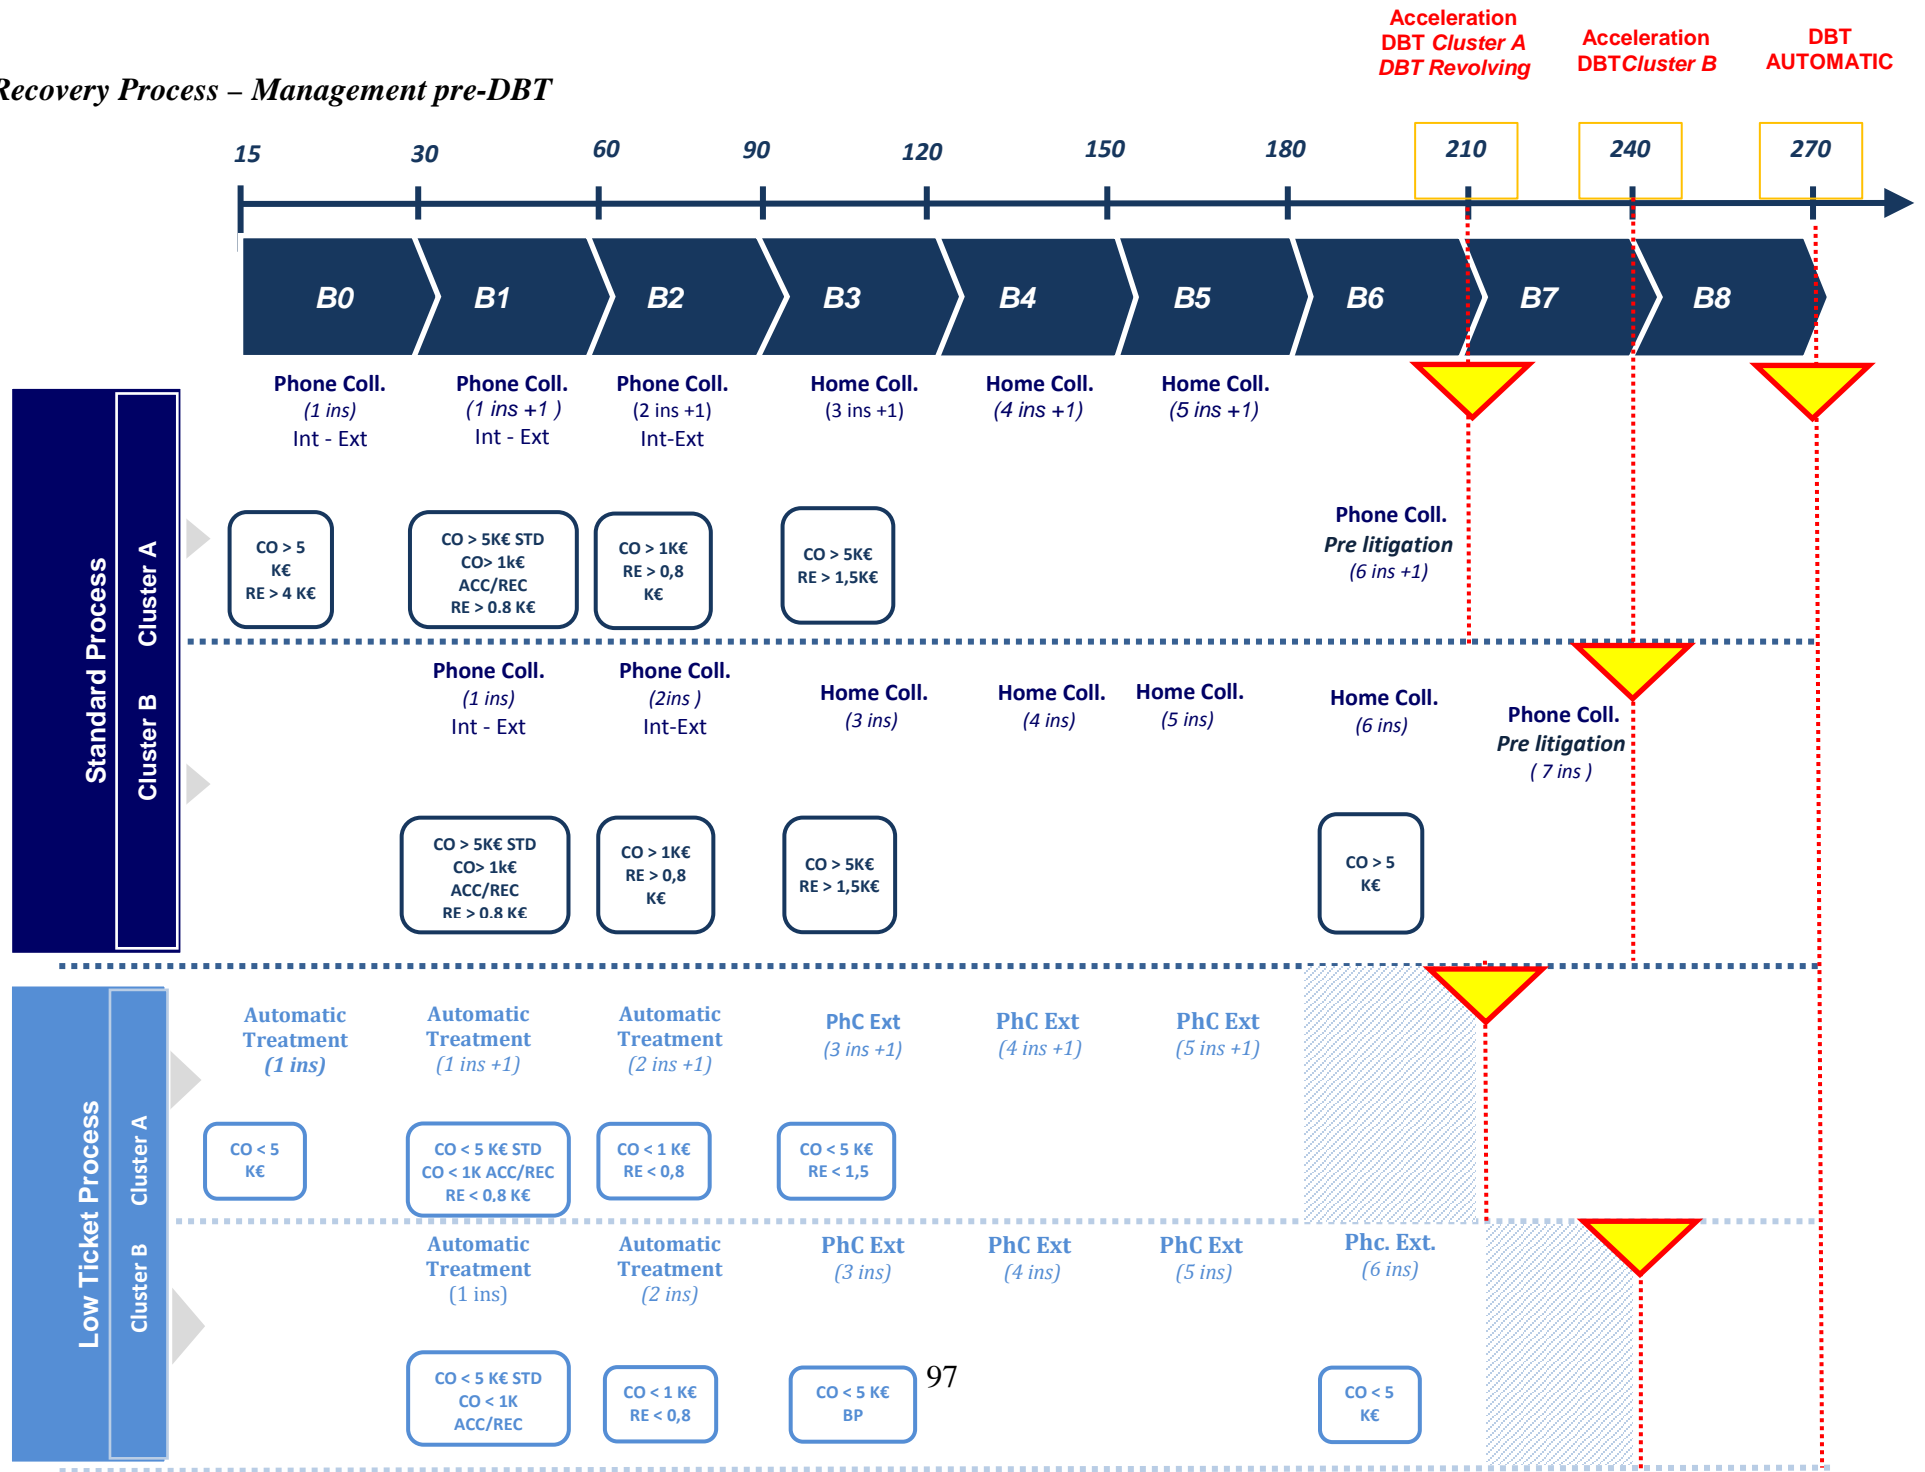 Acceleration
DBT Cluster A
DBT Revolving
Acceleration
DBTCluster B
DBT
AUTOMATIC
Recovery Process – Management pre-DBT
15 30 60 90 120 150 180 210 240 270
B0 B1 B2 B3 B4 B5 B6 B7 B8
Standard Process
Cluster A
Phone Coll.
(1 ins)
Int - Ext
Phone Coll.
(1 ins +1 )
Int - Ext
Phone Coll.
(2 ins +1)
Int-Ext
Home Coll.
(3 ins +1)
Home Coll.
(4 ins +1)
Home Coll.
(5 ins +1)
Phone Coll.
Pre litigation
(6 ins +1)
CO > 5
K€
RE > 4 K€
CO > 5K€ STD
CO> 1k€
ACC/REC
RE > 0.8 K€
CO > 1K€
RE > 0,8
K€
CO > 5K€
RE > 1,5K€
Cluster B
Phone Coll.
(1 ins)
Int - Ext
Phone Coll.
(2ins )
Int-Ext
Home Coll.
(3 ins)
Home Coll.
(4 ins)
Home Coll.
(5 ins)
Home Coll.
(6 ins)
Phone Coll.
Pre litigation
( 7 ins )
CO > 5K€ STD
CO> 1k€
ACC/REC
RE > 0.8 K€
CO > 1K€
RE > 0,8
K€
CO > 5K€
RE > 1,5K€
CO > 5
K€
Low Ticket Process
Cluster A
Automatic
Treatment
(1 ins)
Automatic
Treatment
(1 ins +1)
Automatic
Treatment
(2 ins +1)
PhC Ext
(3 ins +1)
PhC Ext
(4 ins +1)
PhC Ext
(5 ins +1)
CO < 5
K€
CO < 5 K€ STD
CO < 1K ACC/REC
RE < 0,8 K€
CO < 1 K€
RE < 0,8
CO < 5 K€
RE < 1,5
Cluster B
Automatic
Treatment
(1 ins)
Automatic
Treatment
(2 ins)
PhC Ext
(3 ins)
PhC Ext
(4 ins)
PhC Ext
(5 ins)
Phc. Ext.
(6 ins)
CO < 5 K€ STD
CO < 1K
ACC/REC
CO < 1 K€
RE < 0,8
CO < 5 K€
BP
CO < 5
K€
97